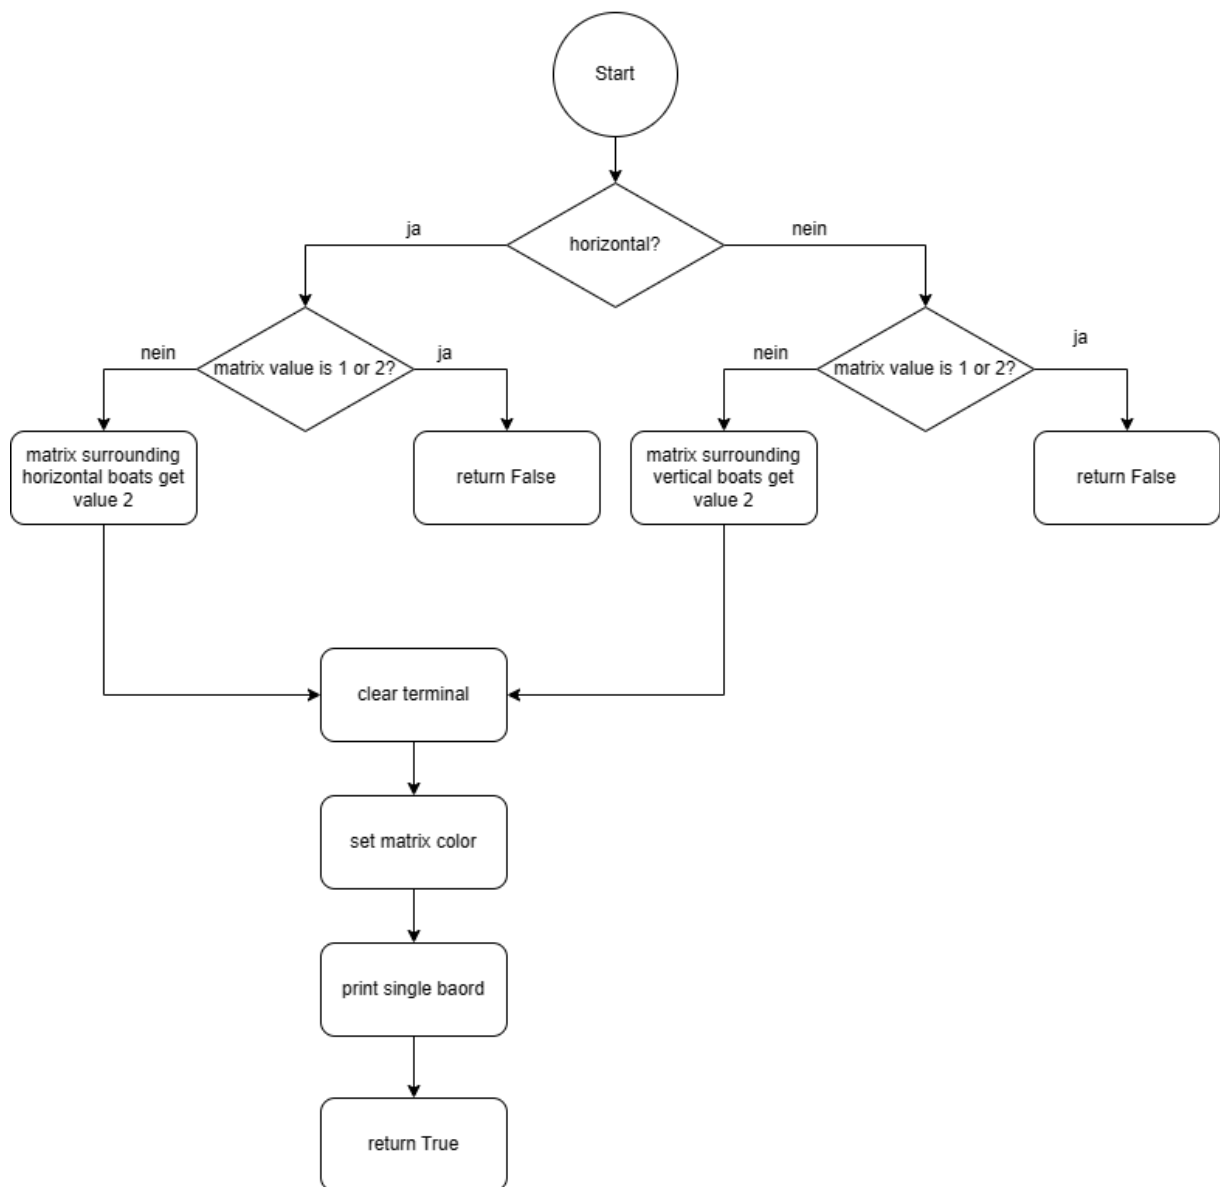 Start
horizontal?
ja
nein
matrix value is 1 or 2?
nein
ja
matrix value is 1 or 2?
nein
ja
matrix surrounding
horizontal boats get
value 2
return False
matrix surrounding
vertical boats get
value 2
return False
clear terminal
set matrix color
print single baord
return True